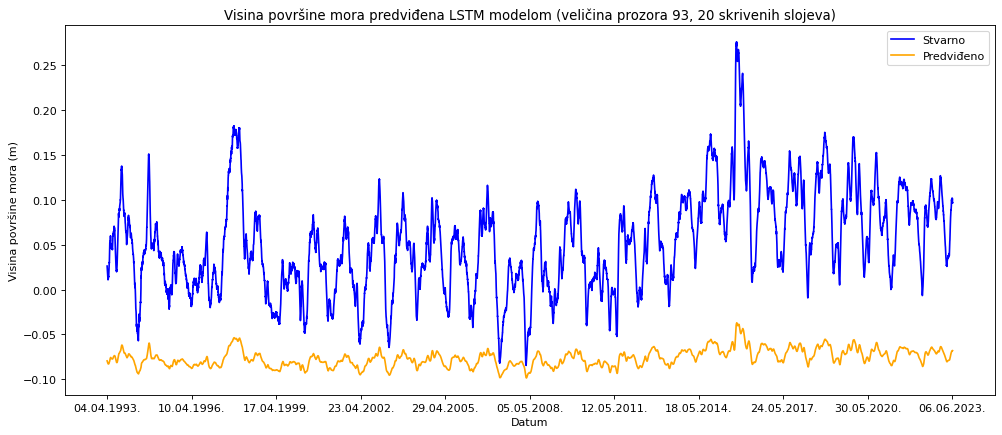 Visina površine mora predviđena LSTM modelom (veličina prozora 93, 20 skrivenih slojeva)
Stvarno
Predviđeno
Visina površine mora (m)
0.25
0.20
0.15
0.10
0.05
0.00
−0.05
−0.10
04.04.1993. 10.04.1996. 17.04.1999. 23.04.2002. 29.04.2005. 05.05.2008. 12.05.2011. 18.05.2014. 24.05.2017. 30.05.2020. 06.06.2023.
Datum